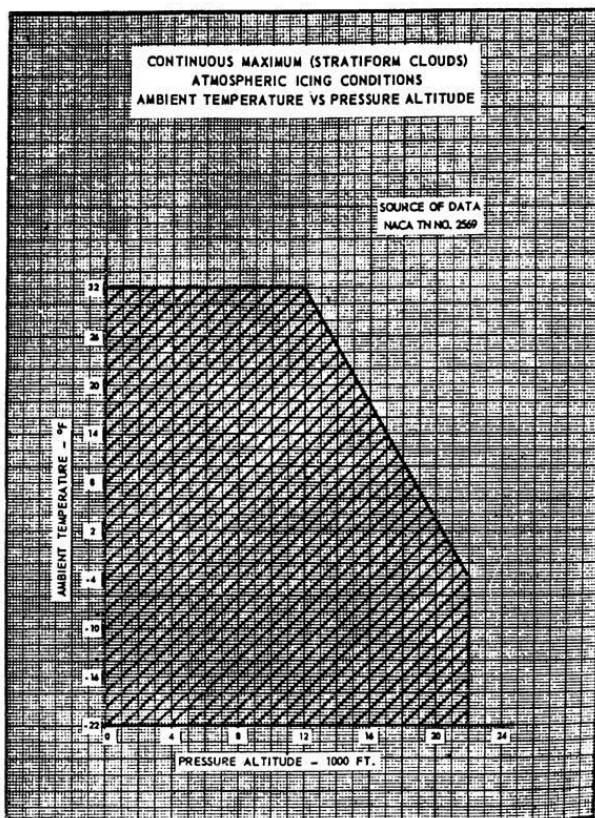 CONTINUOUS MAXIMUM (STRATIFORM CLOUDS)
ATMOSPHERIC ICING CONDITIONS
AMBIENT TEMPERATURE VS PRESSURE ALTITUDE
SOURCE OF DATA
NACA TN NO. 2569
AMBIENT TEMPERATURE – °F
32
26
20
14
8
2
-4
-10
-16
-22
0 4 8 12 16 20 24
PRESSURE ALTITUDE – 1000 FT.